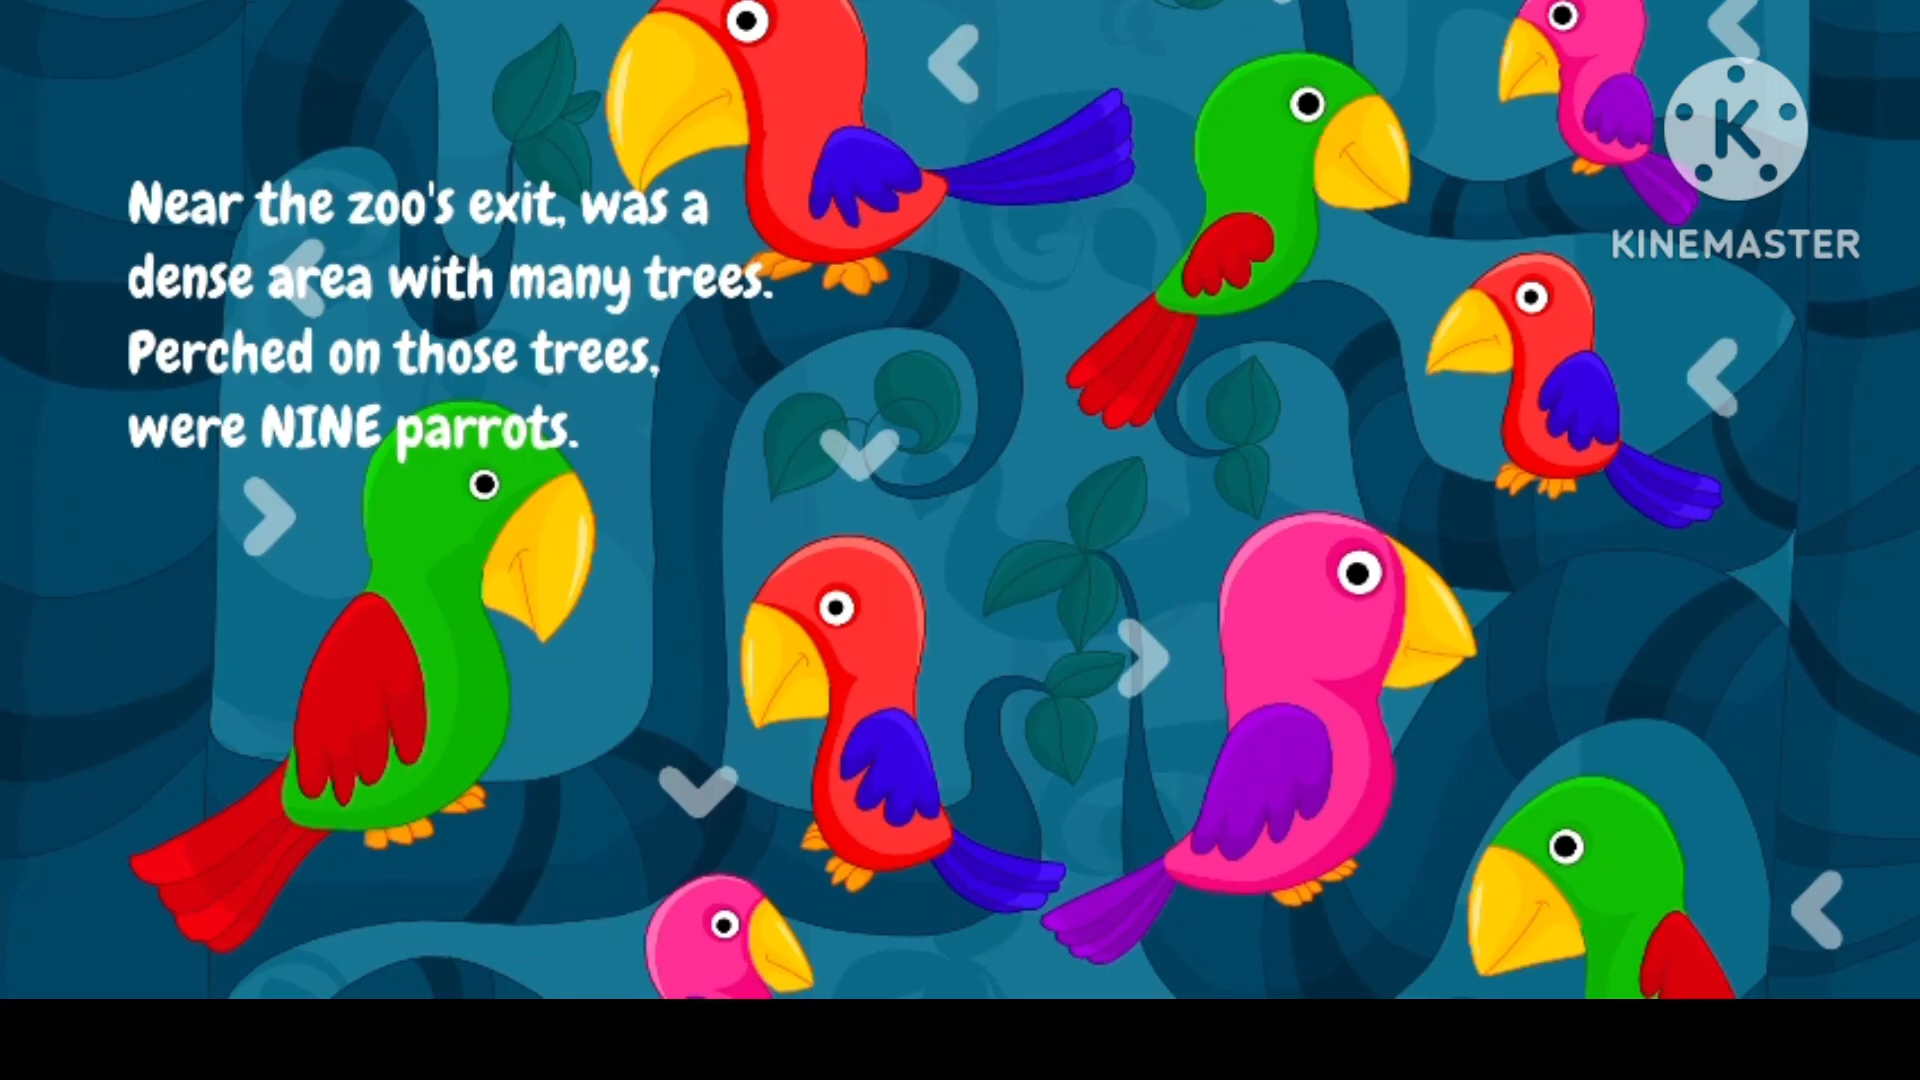 Near the zoo's exit, was a
dense area with many trees.
Perched on those trees,
were NINE parrots.
K
KINEMASTER